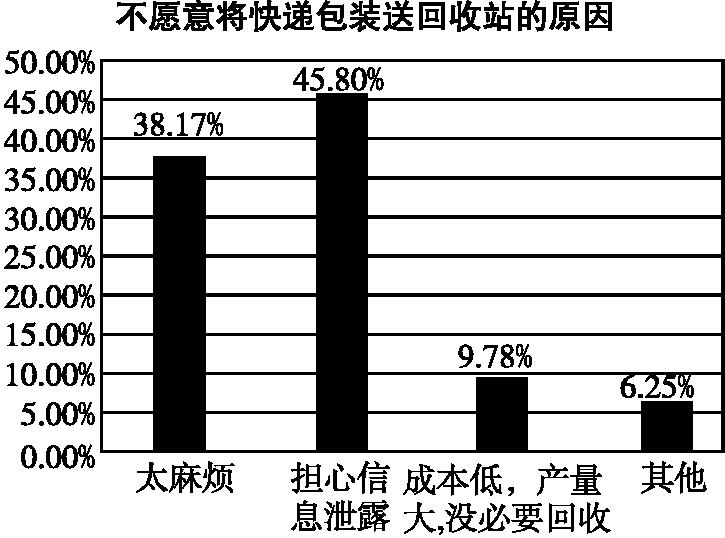 不愿意将快递包装送回收站的原因
50.00%
45.00%
40.00%
35.00%
30.00%
25.00%
20.00%
15.00%
10.00%
5.00%
0.00%
38.17%
45.80%
9.78%
6.25%
太麻烦
担心信
息泄露
成本低，产量
大,没必要回收
其他